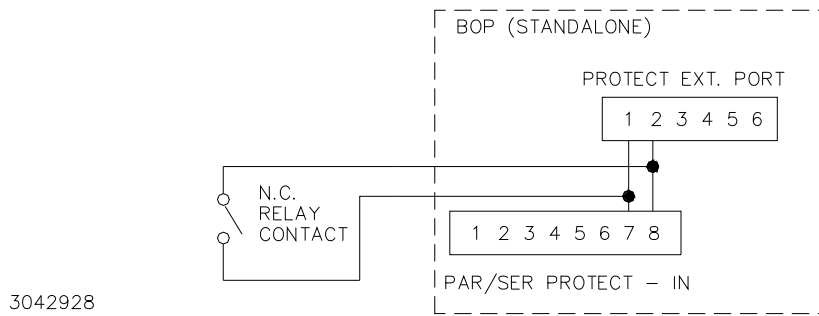 BOP (STANDALONE)
PROTECT EXT. PORT
1 2 3 4 5 6
N.C.
RELAY
CONTACT
1 2 3 4 5 6 7 8
PAR/SER PROTECT - IN
3042928